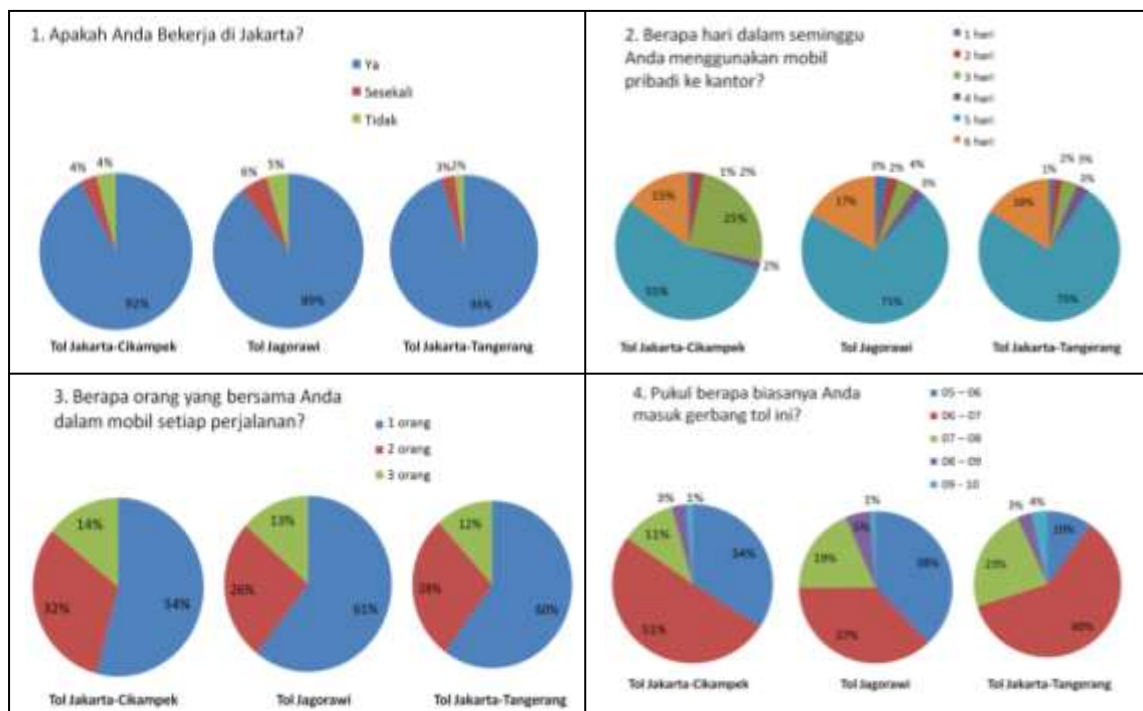 1. Apakah Anda Bekerja di Jakarta?
Ya
Sesekali
Tidak
4%
4%
92%
6%
5%
89%
3%
2%
95%
Tol Jakarta-Cikampek
Tol Jagorawi
Tol Jakarta-Tangerang
2. Berapa hari dalam seminggu
Anda menggunakan mobil
pribadi ke kantor?
1 hari
2 hari
3 hari
4 hari
5 hari
6 hari
15%
1% 2%
25%
2%
55%
17%
2%
4%
3%
1%
2%
3%
3%
75%
Tol Jakarta-Cikampek
Tol Jagorawi
Tol Jakarta-Tangerang
3. Berapa orang yang bersama Anda
dalam mobil setiap perjalanan?
1 orang
2 orang
3 orang
14%
32%
54%
13%
26%
61%
12%
28%
60%
Tol Jakarta-Cikampek
Tol Jagorawi
Tol Jakarta-Tangerang
4. Pukul berapa biasanya Anda
masuk gerbang tol ini?
05 – 06
06 – 07
07 – 08
08 – 09
09 - 10
3%
1%
11%
34%
51%
1%
19%
38%
37%
3%
4%
10%
23%
60%
Tol Jakarta-Cikampek
Tol Jagorawi
Tol Jakarta-Tangerang